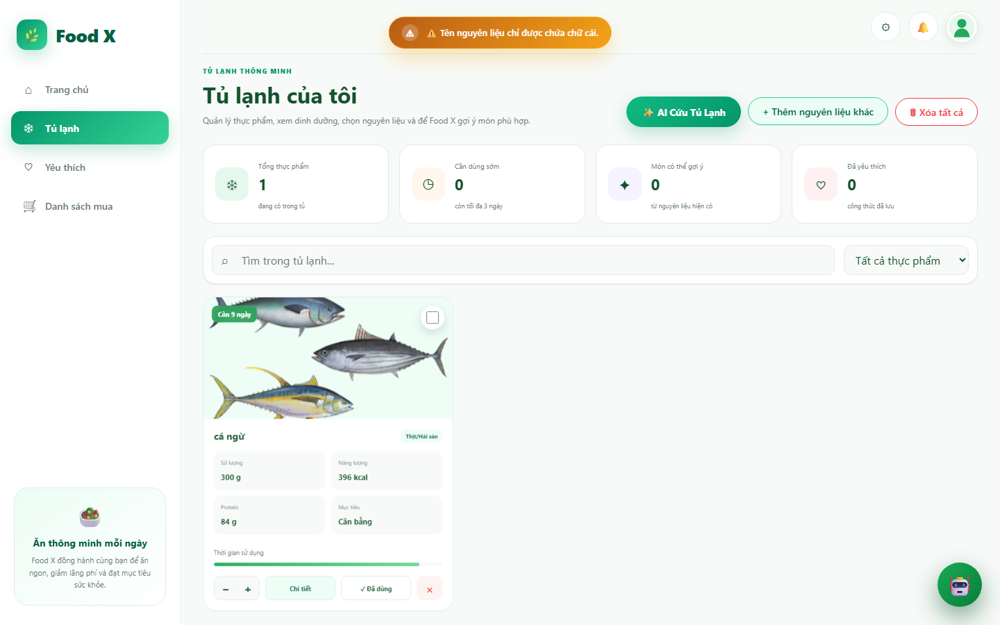 Food X
Trang chủ
Tủ lạnh
Yêu thích
Danh sách mua
Ăn thông minh mỗi ngày
Food X đồng hành cùng bạn để ăn
ngon, giảm lãng phí và đạt mục tiêu
sức khỏe.
Tên nguyên liệu chỉ được chứa chữ cái.
TỦ LẠNH THÔNG MINH
Tủ lạnh của tôi
Quản lý thực phẩm, xem dinh dưỡng, chọn nguyên liệu và để Food X gợi ý món phù hợp.
AI Cứu Tủ Lạnh
+ Thêm nguyên liệu khác
Xóa tất cả
Tổng thực phẩm
1
đang có trong tủ
Cần dùng sớm
0
còn tối đa 3 ngày
Món có thể gợi ý
0
từ nguyên liệu hiện có
Đã yêu thích
0
công thức đã lưu
Tìm trong tủ lạnh...
Tất cả thực phẩm
Còn 9 ngày
cá ngừ
Thịt/Hải sản
Số lượng
300 g
Năng lượng
396 kcal
Protein
84 g
Mục tiêu
Cân bằng
Thời gian sử dụng
− + Chi tiết ✓ Đã dùng ×